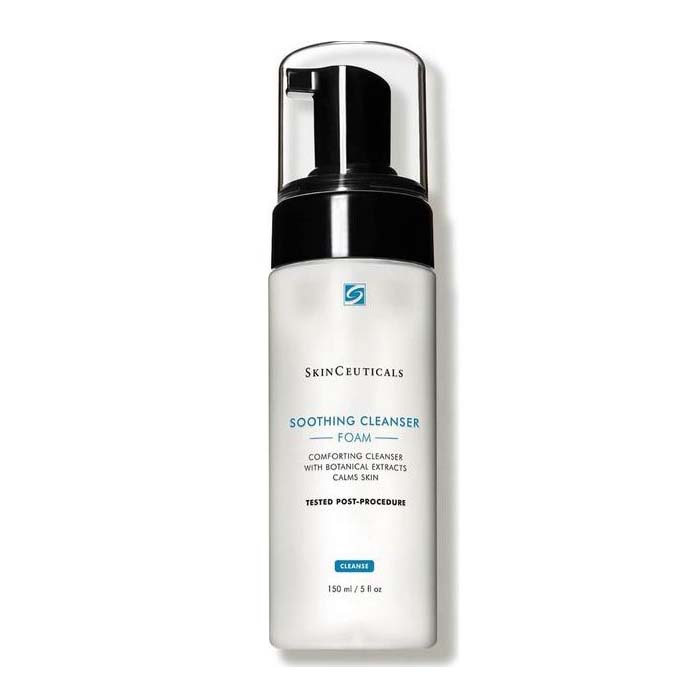 SKINCEUTICALS
SOOTHING CLEANSER
FOAM
COMFORTING CLEANSER
WITH BOTANICAL EXTRACTS
CALMS SKIN
TESTED POST-PROCEDURE
CLEANSE
150 ml / 5 fl oz